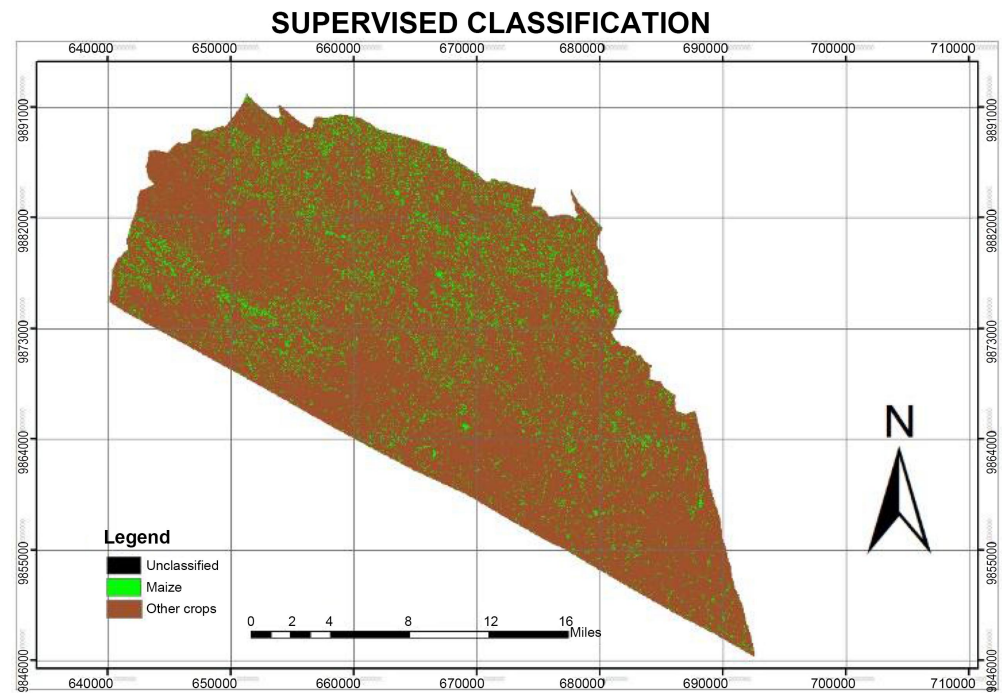 SUPERVISED CLASSIFICATION
640000 650000 660000 670000 680000 690000 700000 710000
9891000 9891000
9882000 9882000
9873000 9873000
N
9864000 9864000
Legend
Unclassified
9855000 9855000
Maize
Other crops
0 2 4 8 12 16
Miles
9846000 9846000
640000 650000 660000 670000 680000 690000 700000 710000